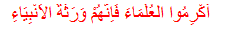 اَكْرِمُوا الْعُلَمَاءَ فَاِنَّهُمْ وَرَثَةُ الْاَنْبِيَاءِ